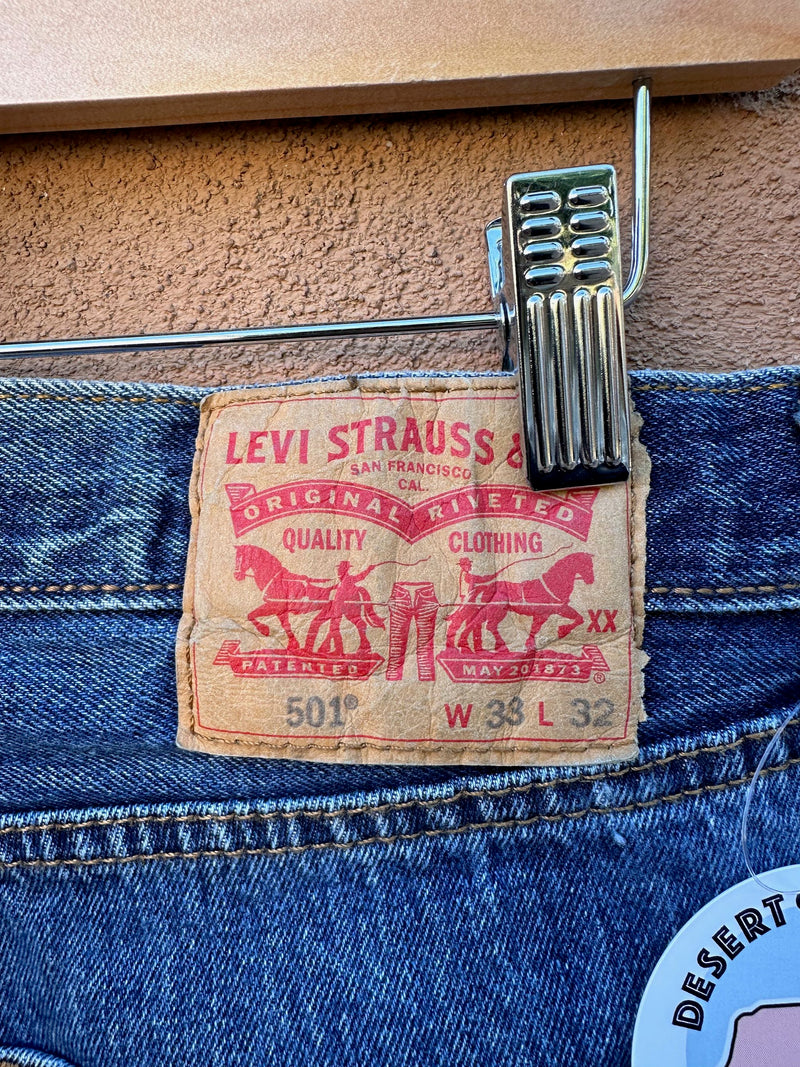 LEVI STRAUSS &
SAN FRANCISCO
CAL.
ORIGINAL RIVETED
QUALITY CLOTHING
XX
PATENTED MAY 20 1873 ®
501® W 33 L 32
DESERT